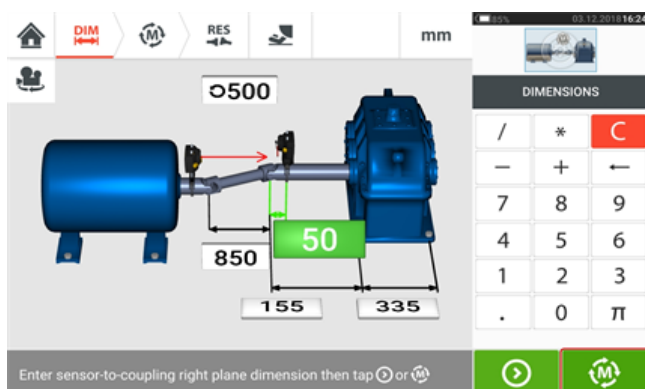 DIM
M
RES
mm
85%
03.12.2018 16:24
DIMENSIONS
500
50
850
155
335
/ * C
− + ←
7 8 9
4 5 6
1 2 3
. 0 π
Enter sensor-to-coupling right plane dimension then tap or M
M